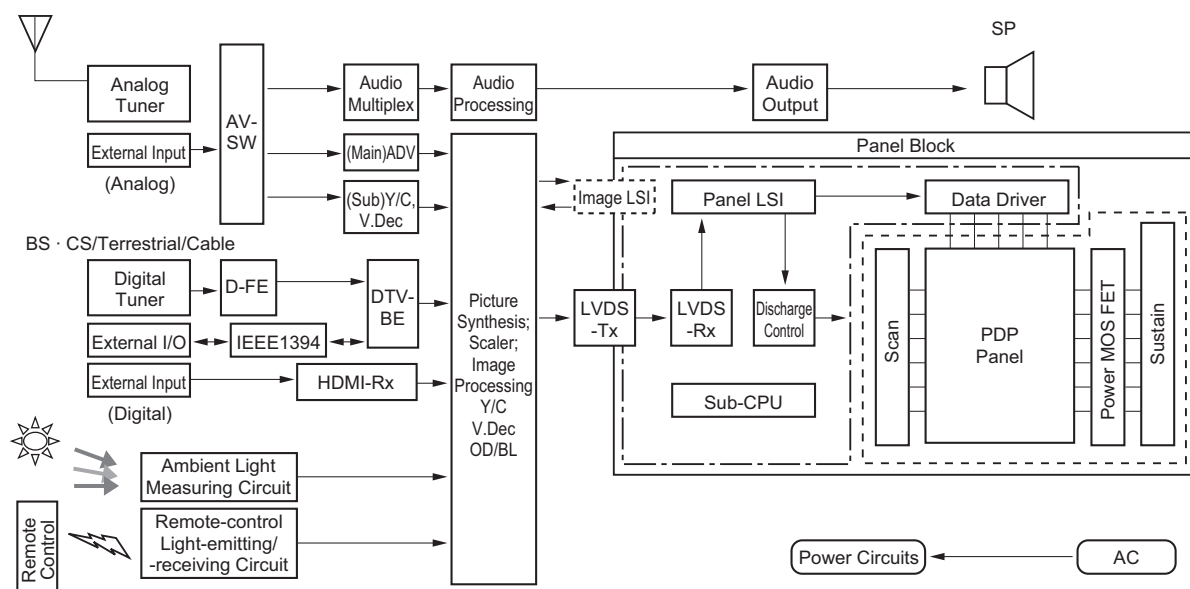 SP
Analog
Tuner
External Input
(Analog)
AV-
SW
Audio
Multiplex
Audio
Processing
Audio
Output
(Main)ADV
(Sub)Y/C,
V.Dec
BS · CS/Terrestrial/Cable
Digital
Tuner
D-FE
DTV-
BE
External I/O
IEEE1394
External Input
(Digital)
HDMI-Rx
Ambient Light
Measuring Circuit
Remote
Control
Remote-control
Light-emitting/
-receiving Circuit
Picture
Synthesis;
Scaler;
Image
Processing
Y/C
V.Dec
OD/BL
Panel Block
Image LSI
Panel LSI
Data Driver
LVDS
-Tx
LVDS
-Rx
Discharge
Control
Sub-CPU
Scan
PDP
Panel
Power MOS FET
Sustain
Power Circuits
AC